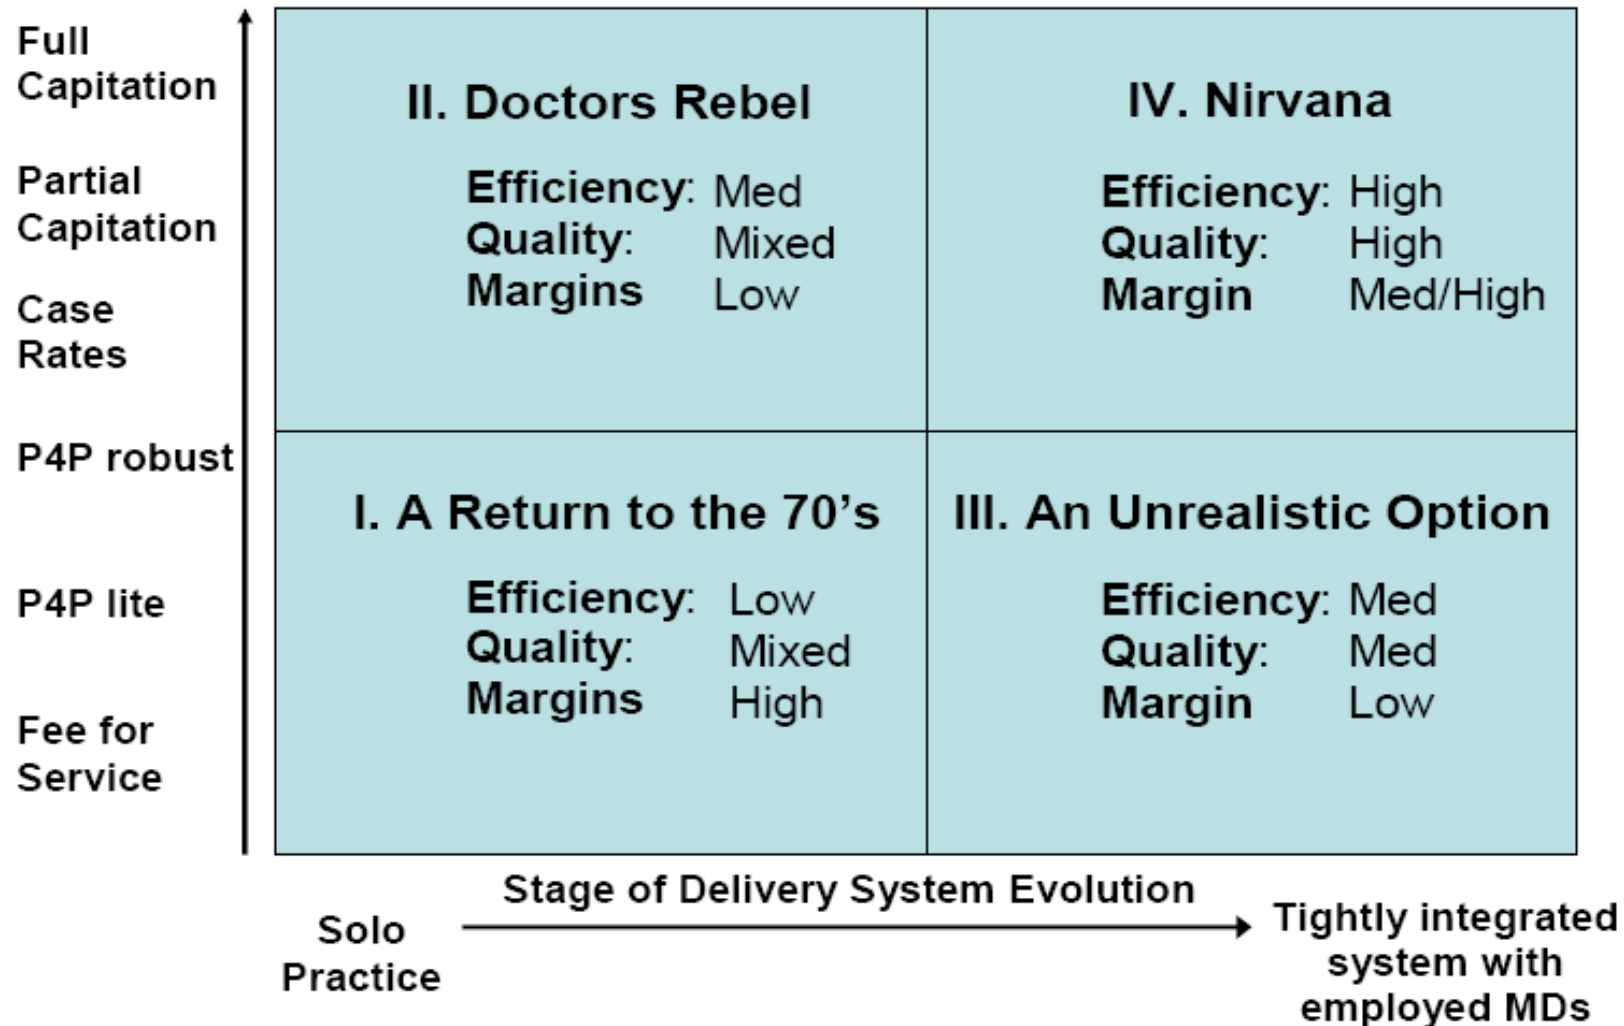 Full
Capitation
Partial
Capitation
Case
Rates
P4P robust
P4P lite
Fee for
Service
II. Doctors Rebel
Efficiency: Med
Quality: Mixed
Margins Low
IV. Nirvana
Efficiency: High
Quality: High
Margin Med/High
I. A Return to the 70’s
Efficiency: Low
Quality: Mixed
Margins High
III. An Unrealistic Option
Efficiency: Med
Quality: Med
Margin Low
Stage of Delivery System Evolution
Solo
Practice
Tightly integrated
system with
employed MDs